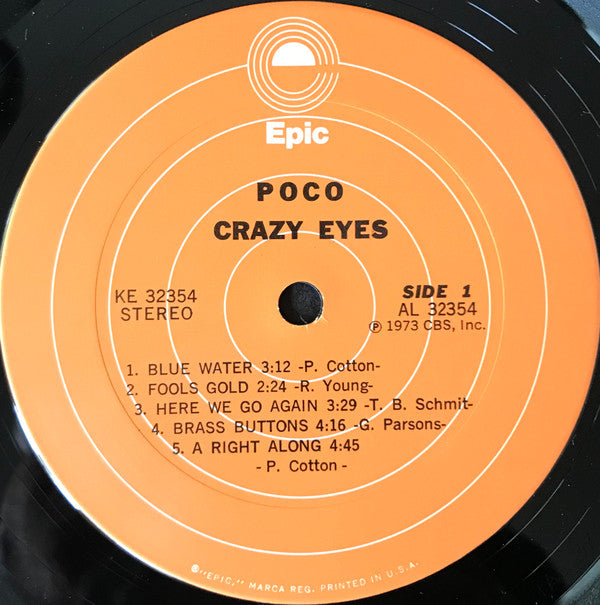 Epic
POCO
CRAZY EYES
KE 32354
STEREO
SIDE 1
AL 32354
Ⓟ 1973 CBS, Inc.
1. BLUE WATER 3:12 -P. Cotton-
2. FOOLS GOLD 2:24 -R. Young-
3. HERE WE GO AGAIN 3:29 -T. B. Schmit-
4. BRASS BUTTONS 4:16 -G. Parsons-
5. A RIGHT ALONG 4:45
- P. Cotton -
®"EPIC," MARCA REG. PRINTED IN U.S.A.